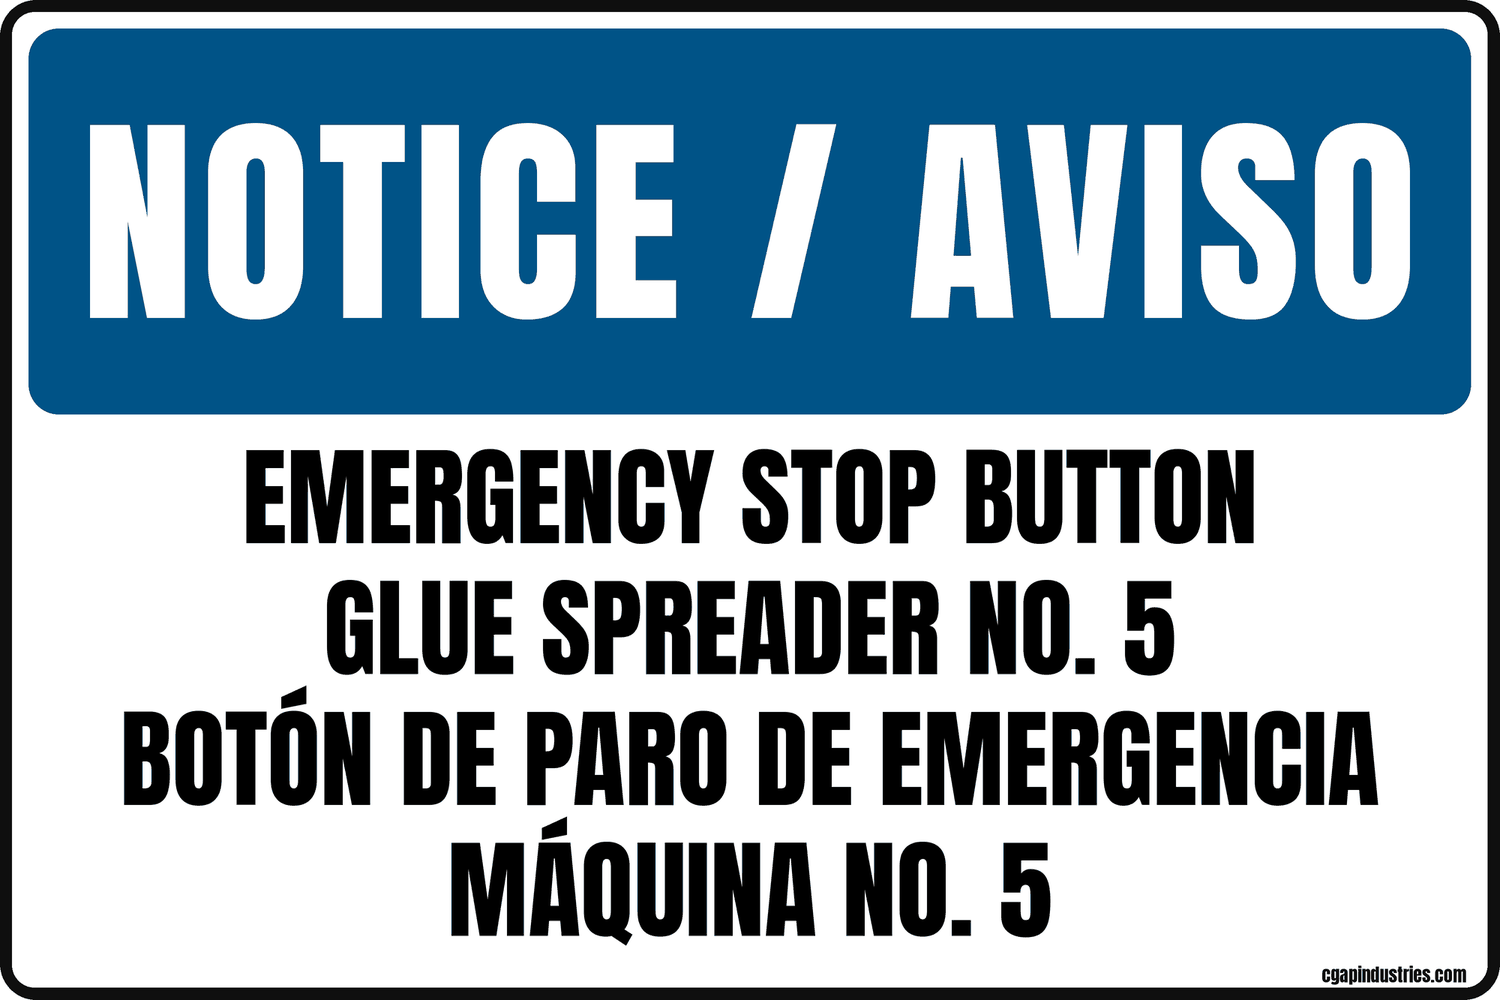 NOTICE / AVISO
EMERGENCY STOP BUTTON
GLUE SPREADER NO. 5
BOTÓN DE PARO DE EMERGENCIA
MÁQUINA NO. 5
cgapindustries.com